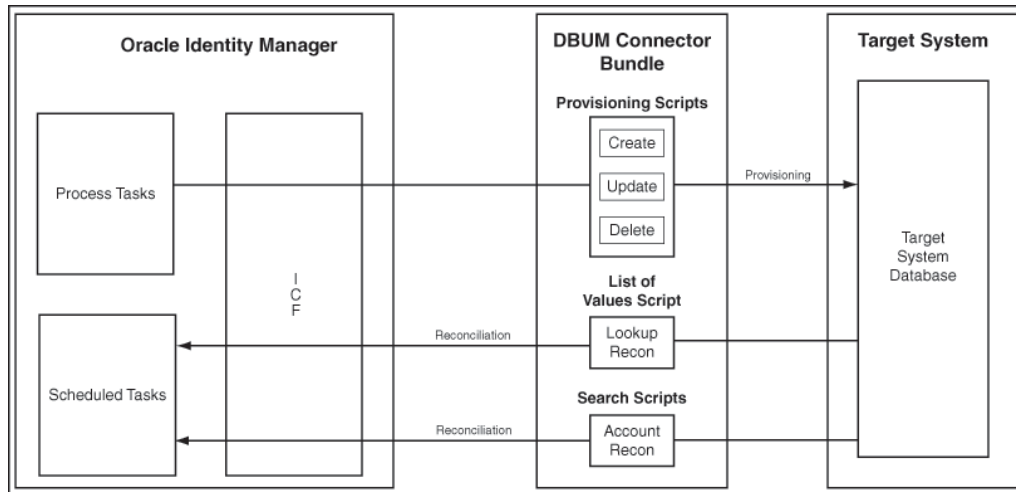 Oracle Identity Manager
DBUM Connector
Bundle
Target System
Provisioning Scripts
Create
Update
Delete
Process Tasks
Provisioning
Target
System
Database
I
C
F
List of
Values Script
Lookup
Recon
Reconciliation
Scheduled Tasks
Search Scripts
Account
Recon
Reconciliation